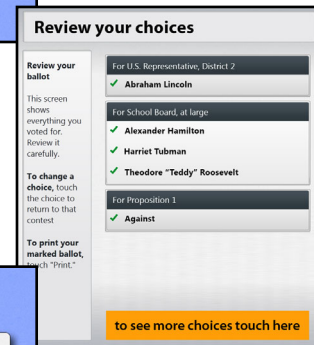 Review your choices
Review your
ballot
This screen
shows
everything you
voted for.
Review it
carefully.
To change a
choice, touch
the choice to
return to that
contest
To print your
marked ballot,
touch "Print."
For U.S. Representative, District 2
Abraham Lincoln
For School Board, at large
Alexander Hamilton
Harriet Tubman
Theodore "Teddy" Roosevelt
For Proposition 1
Against
to see more choices touch here